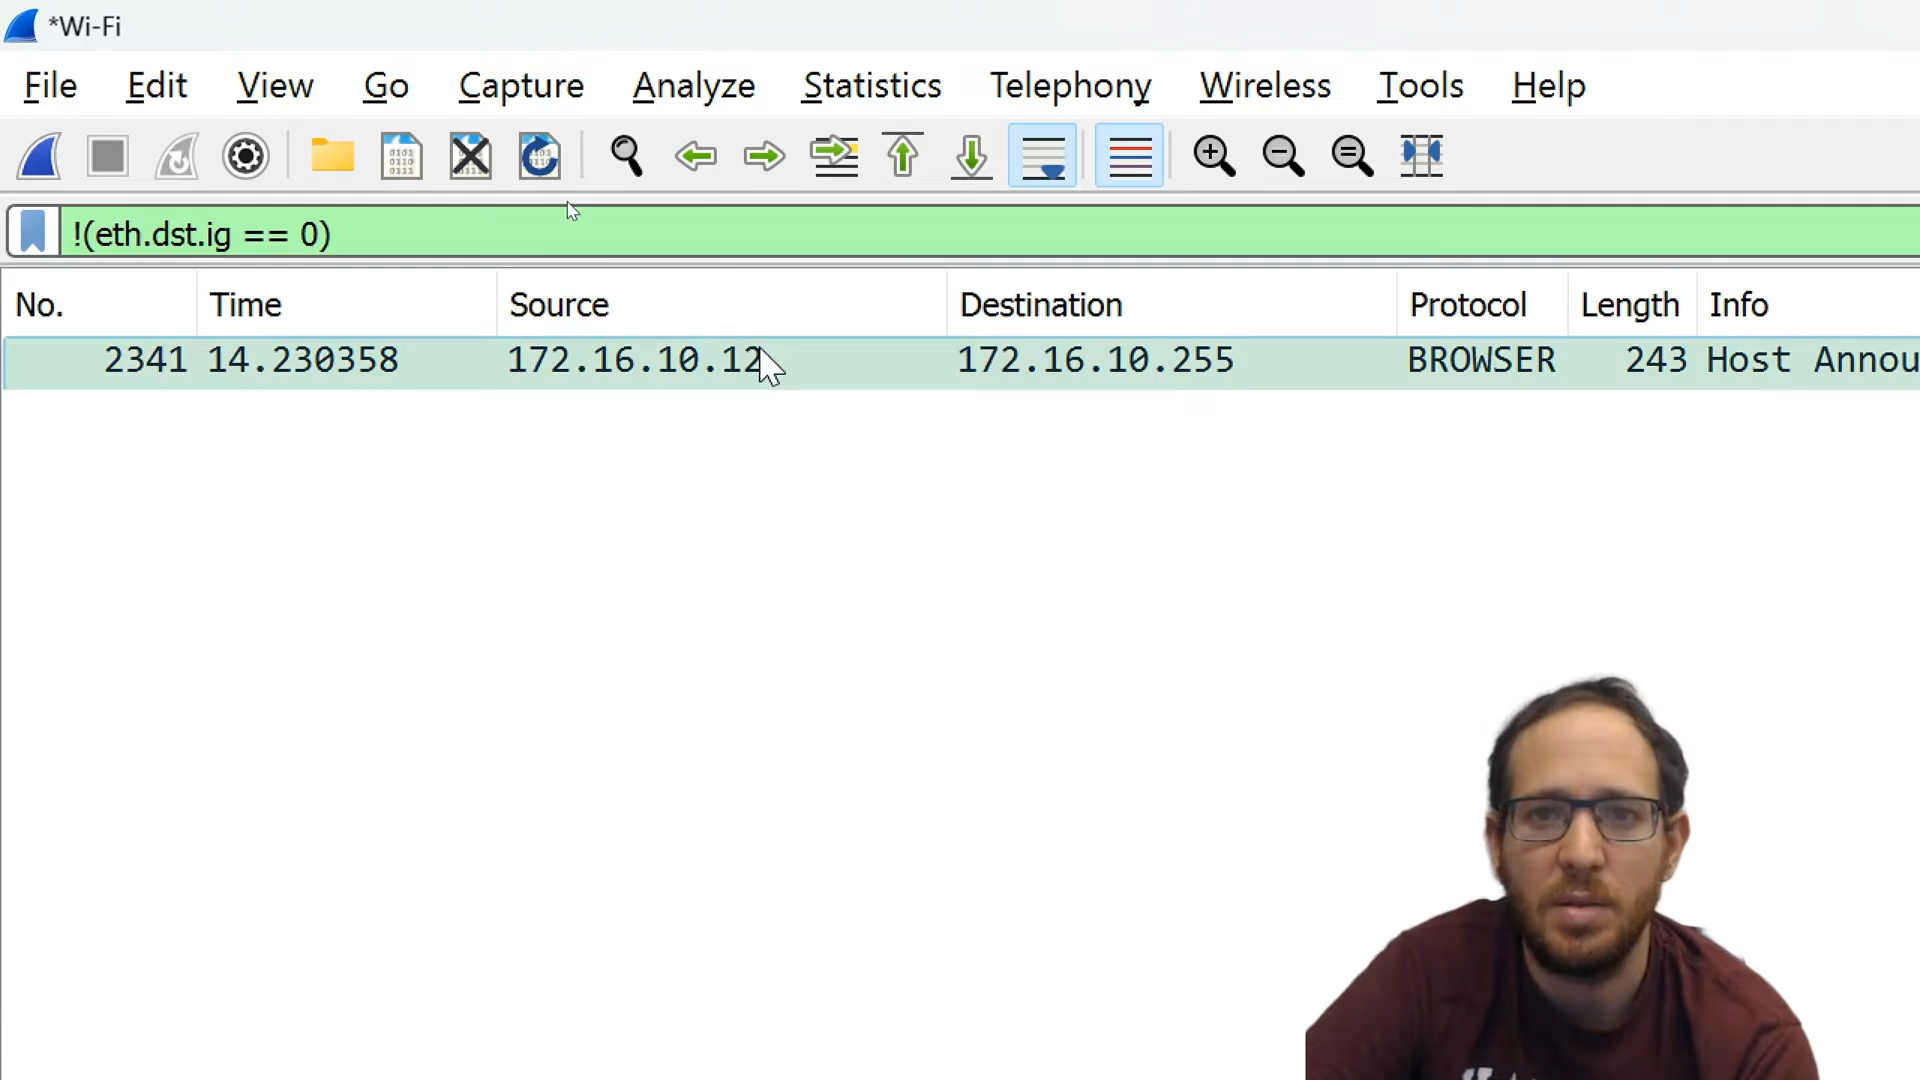 *Wi-Fi
File Edit View Go Capture Analyze Statistics Telephony Wireless Tools Help
!(eth.dst.ig == 0)
No. Time Source Destination Protocol Length Info
2341 14.230358 172.16.10.12 172.16.10.255 BROWSER 243 Host Annou